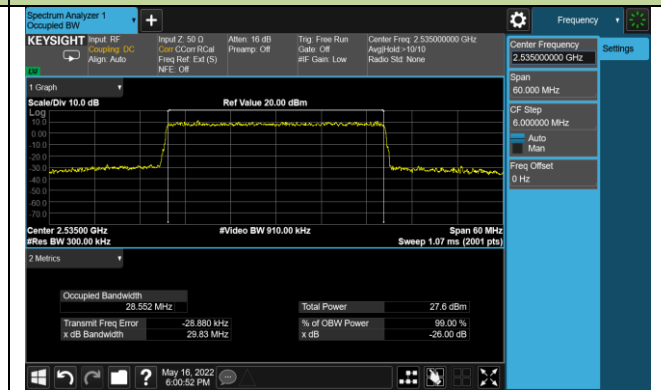 Spectrum Analyzer 1
Occupied BW
+
Frequency
KEYSIGHT
Input: RF
Coupling: DC
Align: Auto
Input Z: 50 Ω
Corr CCorr RCal
Freq Ref: Ext (S)
NFE: Off
Atten: 16 dB
Preamp: Off
Trig: Free Run
Gate: Off
#IF Gain: Low
Center Freq: 2.535000000 GHz
Avg|Hold:>10/10
Radio Std: None
LW
Center Frequency
2.535000000 GHz
Settings
Span
60.000 MHz
CF Step
6.000000 MHz
Auto
Man
Freq Offset
0 Hz
1 Graph
Scale/Div 10.0 dB
Ref Value 20.00 dBm
Log
10.0
0.00
-10.0
-20.0
-30.0
-40.0
-50.0
-60.0
-70.0
Center 2.53500 GHz
#Video BW 910.00 kHz
Span 60 MHz
#Res BW 300.00 kHz
Sweep 1.07 ms (2001 pts)
2 Metrics
Occupied Bandwidth
28.552 MHz
Total Power
27.6 dBm
Transmit Freq Error
-28.880 kHz
% of OBW Power
99.00 %
x dB Bandwidth
29.83 MHz
x dB
-26.00 dB
?
May 16, 2022
6:00:52 PM